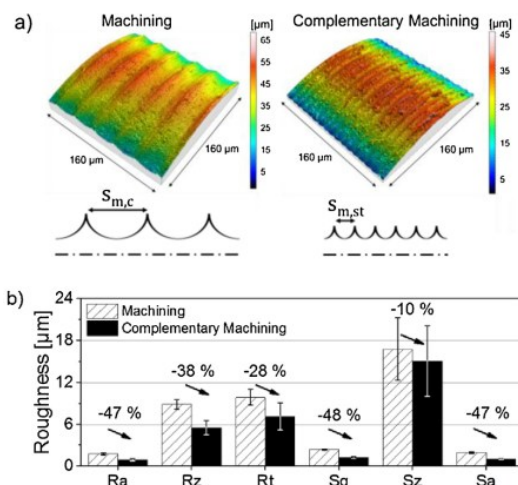 a)
Machining
[µm]
65
55
45
35
25
15
5
160 µm
160 µm
Complementary Machining
[µm]
45
35
25
15
5
160 µm
160 µm
Sm,c
Sm,st
b)
Roughness [µm]
24
18
12
6
0
Machining
Complementary Machining
-47 %
-38 %
-28 %
-48 %
-10 %
-47 %
Ra
Rz
Rt
Sq
Sz
Sa